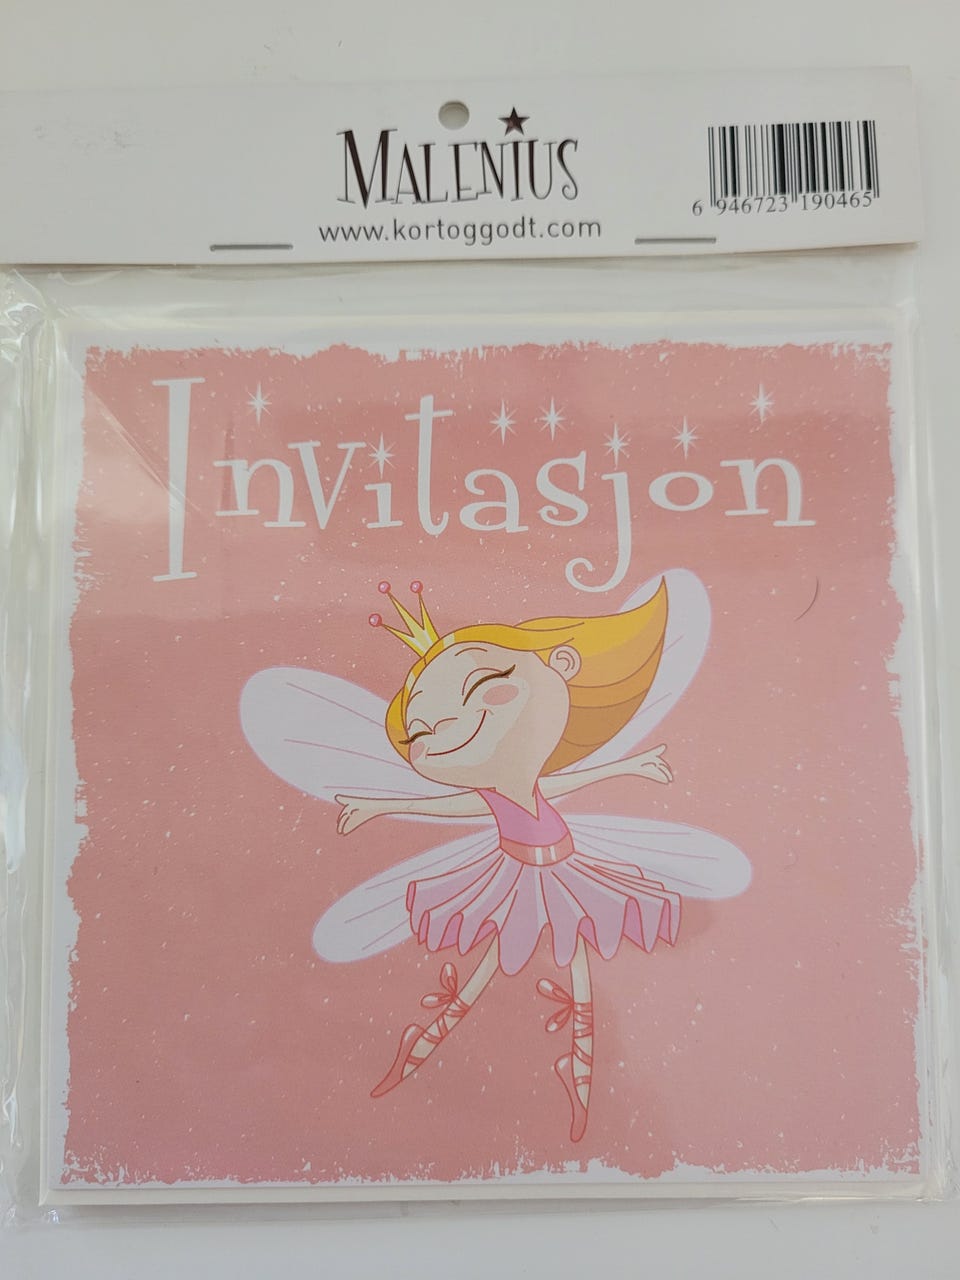 MALENIUS
www.kortoggodt.com
6 946723 190465
Invitasjon